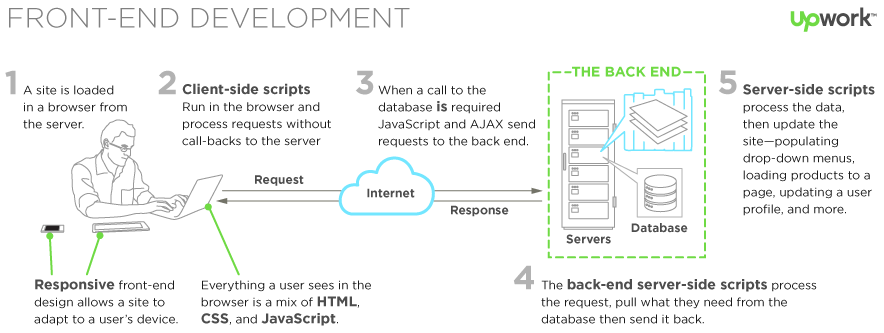 FRONT-END DEVELOPMENT
upwork™
1
A site is loaded
in a browser from
the server.
2
Client-side scripts
Run in the browser and
process requests without
call-backs to the server
3
When a call to the
database is required
JavaScript and AJAX send
requests to the back end.
THE BACK END
5
Server-side scripts
process the data,
then update the
site—populating
drop-down menus,
loading products to a
page, updating a user
profile, and more.
Request
Internet
Response
Servers
Database
Responsive front-end
design allows a site to
adapt to a user's device.
Everything a user sees in the
browser is a mix of HTML,
CSS, and JavaScript.
4
The back-end server-side scripts process
the request, pull what they need from the
database then send it back.